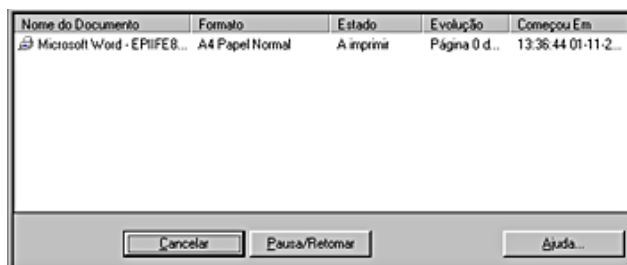 Nome do Documento Formato Estado Evolução Começou Em
Microsoft Word - EPIIFE8... A4 Papel Normal A imprimir Página 0 d... 13:36:44 01-11-2...
Cancelar Pausa/Retomar Ajuda...